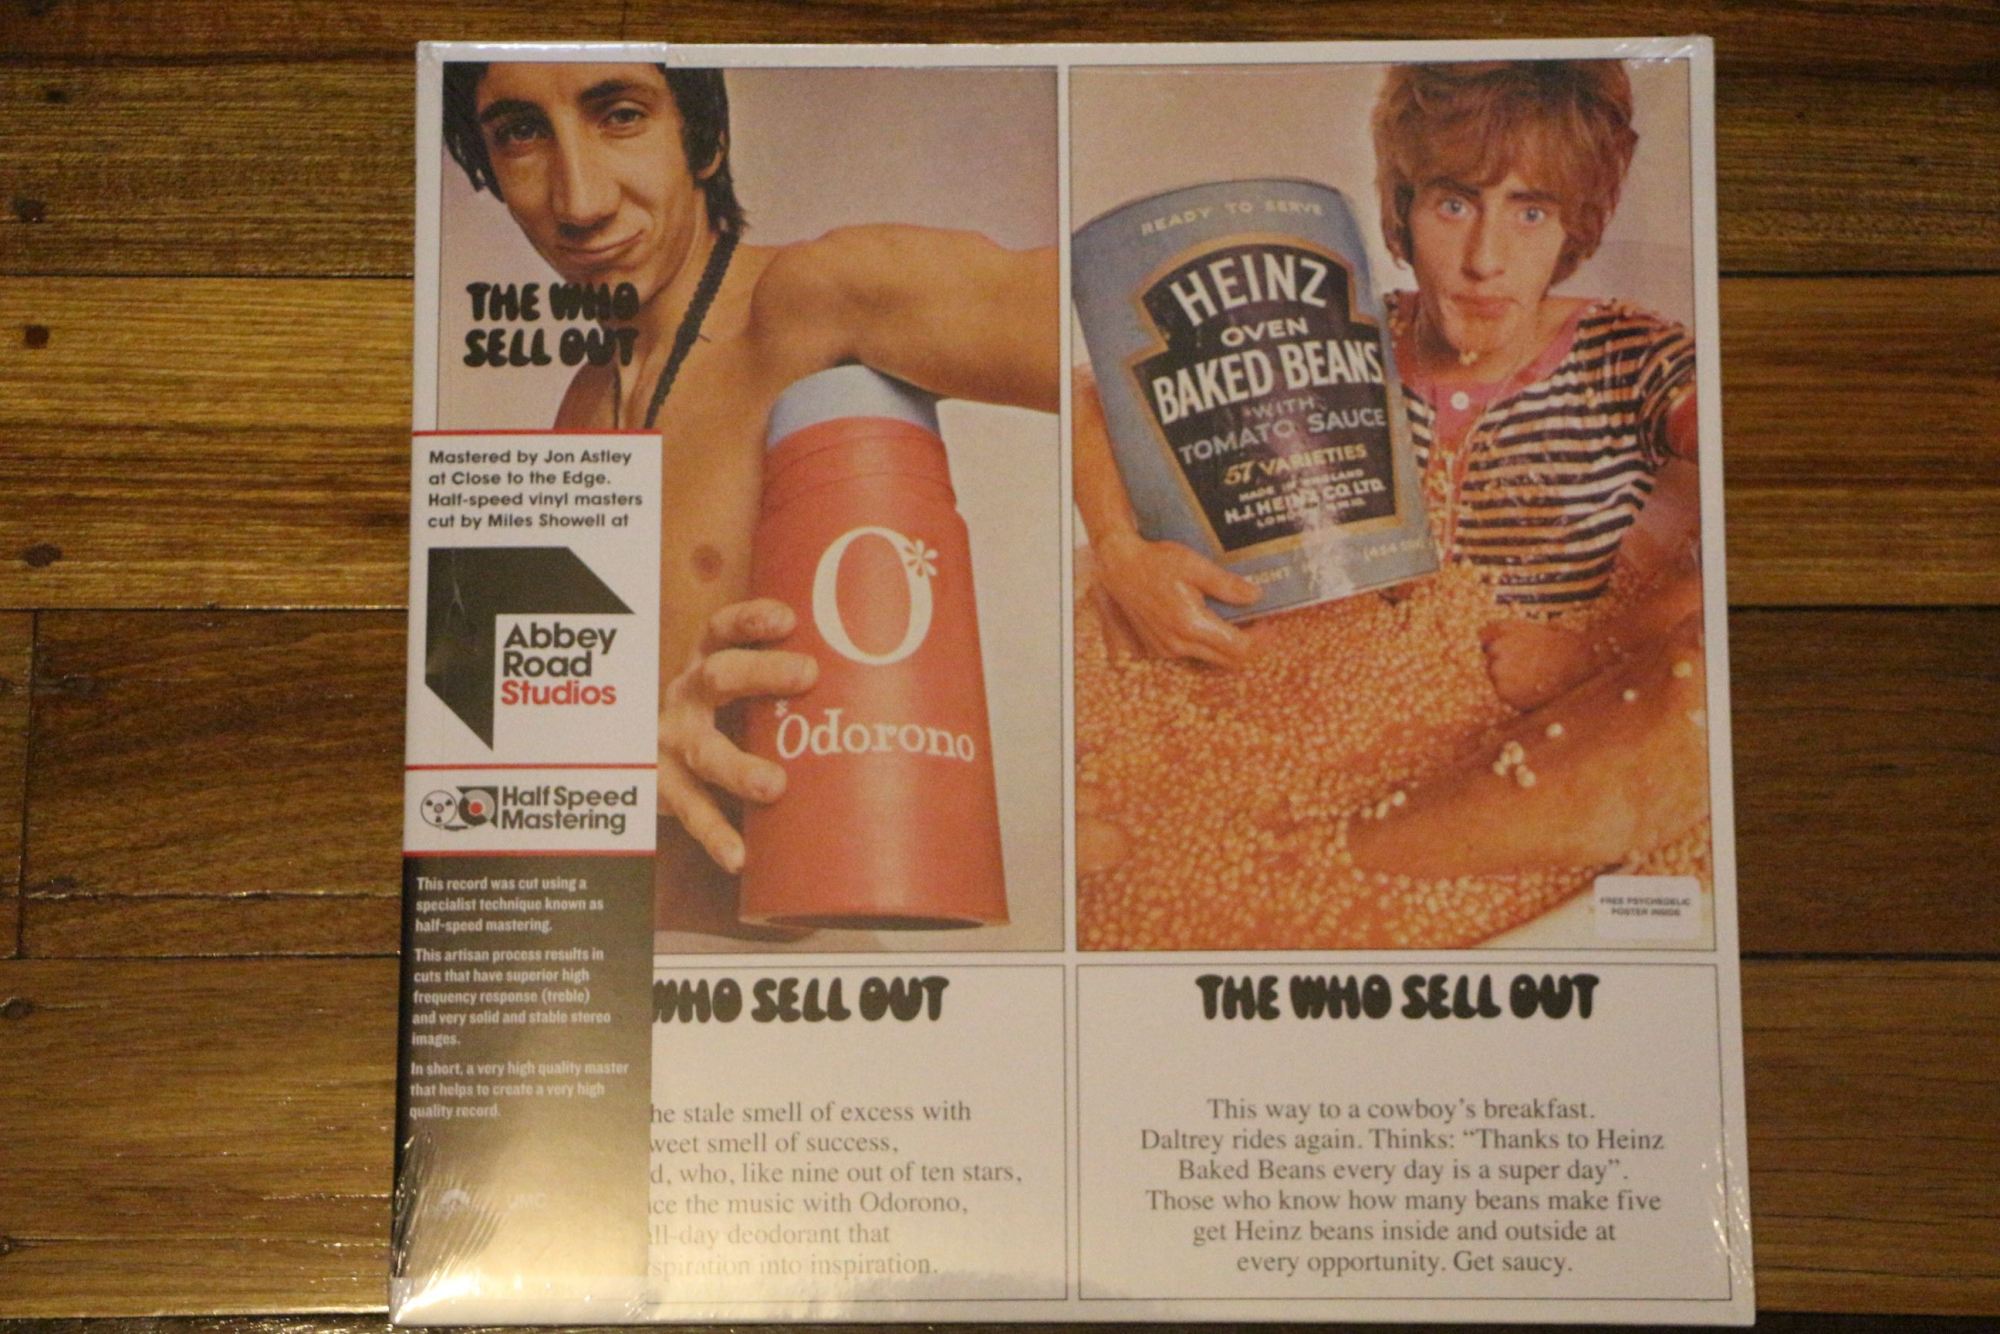 THE WHO
SELL OUT
Mastered by Jon Astley
at Close to the Edge.
Half-speed vinyl masters
cut by Miles Showell at
Abbey
Road
Studios
Half Speed
Mastering
This record was cut using a
specialist technique known as
half-speed mastering.
This artisan process results in
cuts that have superior high
frequency response (treble)
and very solid and stable stereo
images.
In short, a very high quality master
that helps to create a very high
quality record.
UMC
O*
Odorono
WHO SELL OUT
he stale smell of excess with
weet smell of success,
d, who, like nine out of ten stars,
ce the music with Odorono,
ll-day deodorant that
spiration into inspiration.
READY TO SERVE
HEINZ
OVEN
BAKED BEANS
WITH
TOMATO SAUCE
57 VARIETIES
MADE IN ENGLAND
H.J. HEINZ CO. LTD.
FREE PSYCHEDELIC
POSTER INSIDE
THE WHO SELL OUT
This way to a cowboy's breakfast.
Daltrey rides again. Thinks: “Thanks to Heinz
Baked Beans every day is a super day”.
Those who know how many beans make five
get Heinz beans inside and outside at
every opportunity. Get saucy.